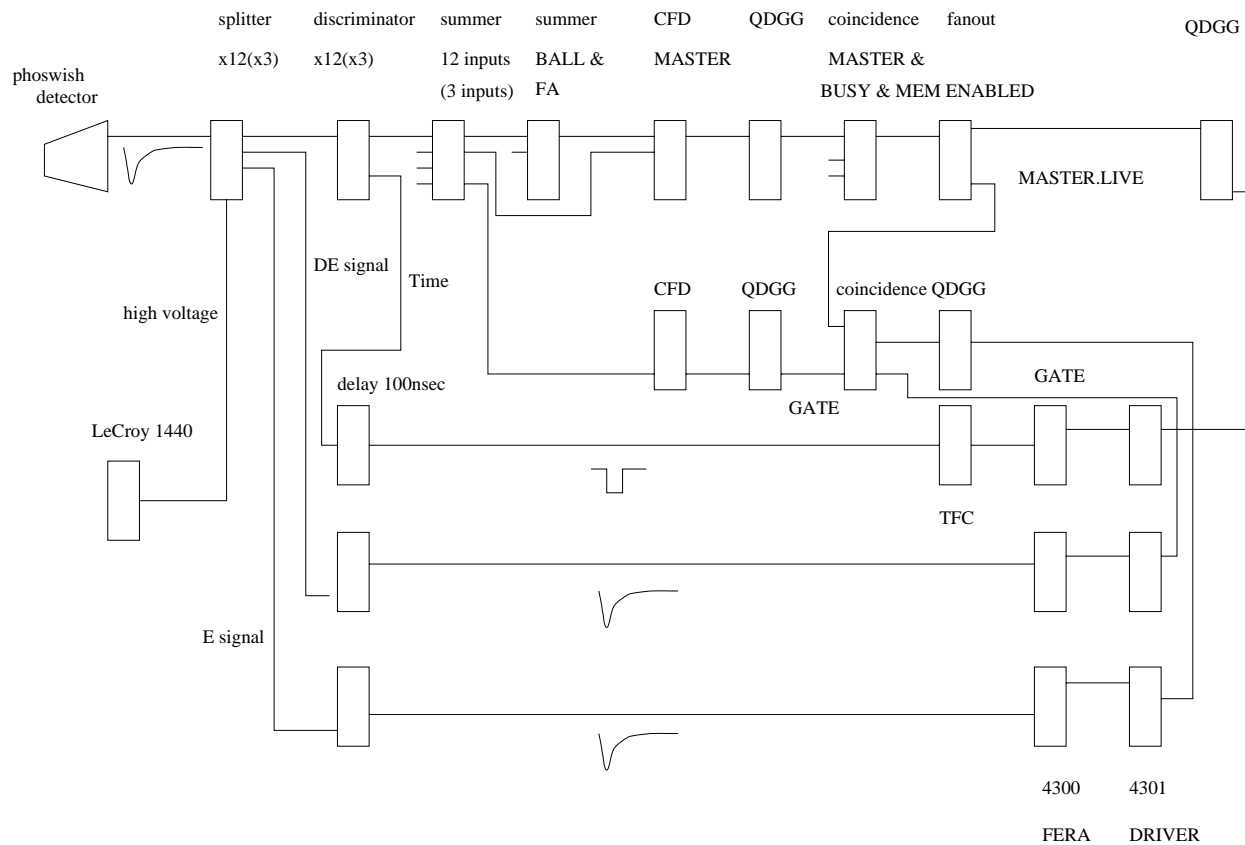 splitter discriminator summer summer CFD QDGG coincidence fanout QDGG
x12(x3) x12(x3) 12 inputs BALL & MASTER MASTER &
phoswish (3 inputs) FA BUSY & MEM ENABLED
detector
MASTER.LIVE
DE signal
Time
CFD QDGG coincidence QDGG
high voltage
delay 100nsec GATE
GATE
LeCroy 1440
TFC
E signal
4300 4301
FERA DRIVER